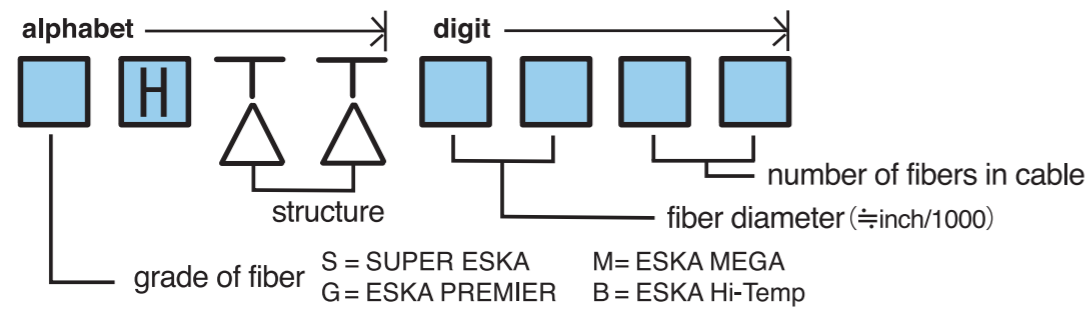 alphabet digit
H
number of fibers in cable
structure
fiber diameter（≒inch/1000）
grade of fiber S = SUPER ESKA M= ESKA MEGA
G = ESKA PREMIER B = ESKA Hi-Temp